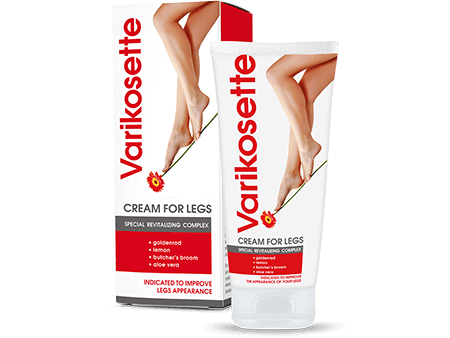 Varikosette
CREAM FOR LEGS
SPECIAL REVITALIZING COMPLEX
• goldenrod
• lemon
• butcher's broom
• aloe vera
INDICATED TO IMPROVE
LEGS APPEARANCE
Varikosette
Varikosette
CREAM FOR LEGS
SPECIAL REVITALIZING COMPLEX
• goldenrod
• lemon
• butcher's broom
• aloe vera
INDICATED TO IMPROVE
THE APPEARANCE OF YOUR LEGS